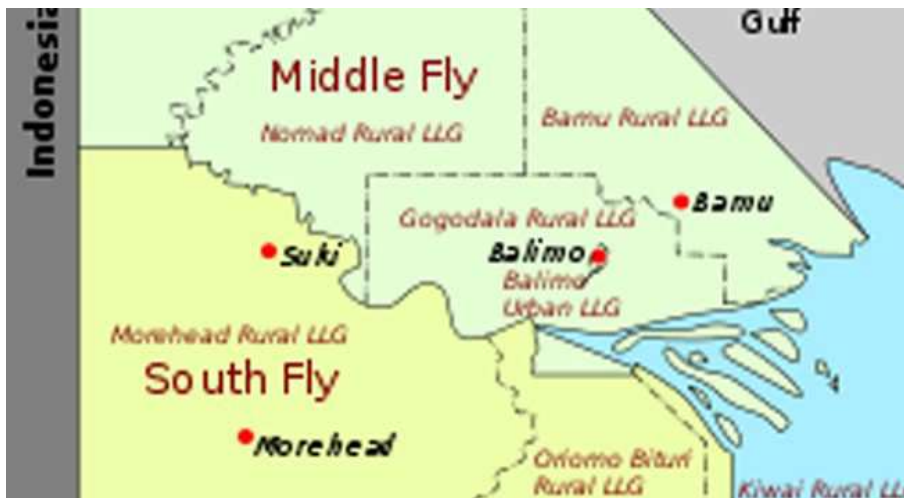 Indonesia
Gulf
Middle Fly
Nomad Rural LLG
Bamu Rural LLG
Bamu
Gogodala Rural LLG
Suki
Balimo
Balimo
Urban LLG
Morehead Rural LLG
South Fly
Morehead
Oriomo Bituri
Rural LLG
Kiwai Rural LL